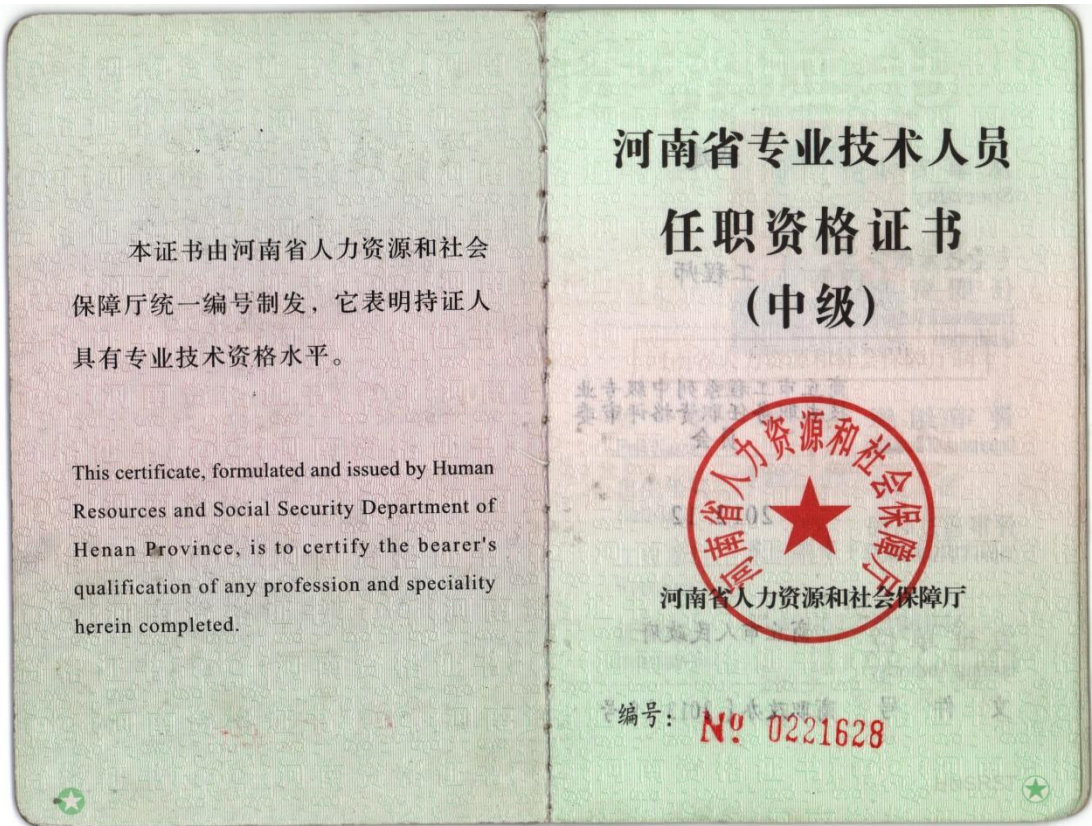 本证书由河南省人力资源和社会
保障厅统一编号制发，它表明持证人
具有专业技术资格水平。
This certificate, formulated and issued by Human
Resources and Social Security Department of
Henan Province, is to certify the bearer's
qualification of any profession and speciality
herein completed.
河南省专业技术人员
任职资格证书
(中级)
河南省人力资源和社会保障厅
河南省人力资源和社会保障厅
编号：№ 0221628